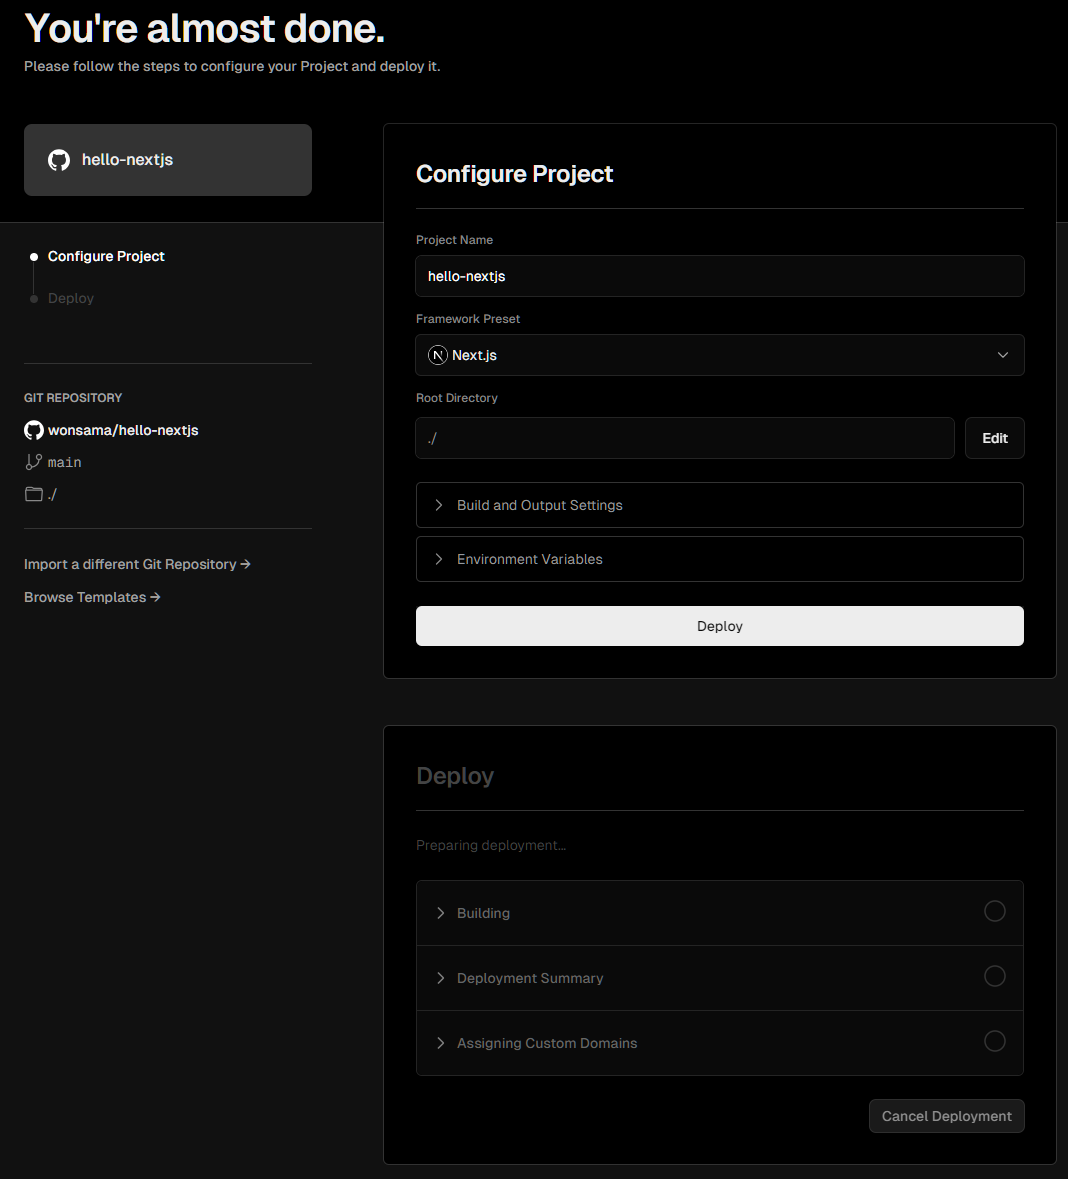 You're almost done.
Please follow the steps to configure your Project and deploy it.
hello-nextjs
Configure Project
Deploy
GIT REPOSITORY
wonsama/hello-nextjs
main
./
Import a different Git Repository →
Browse Templates →
Configure Project
Project Name
hello-nextjs
Framework Preset
N Next.js
Root Directory
./
Edit
Build and Output Settings
Environment Variables
Deploy
Deploy
Preparing deployment...
Building
Deployment Summary
Assigning Custom Domains
Cancel Deployment